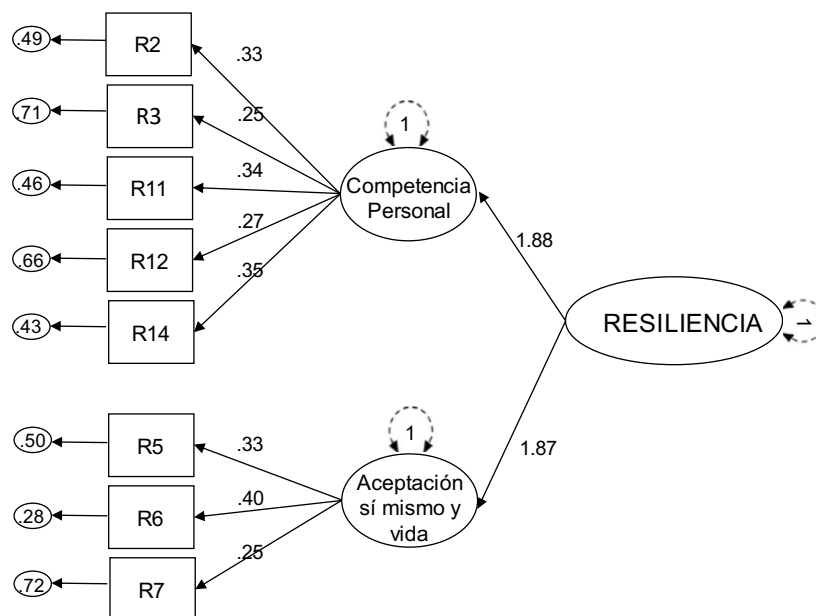 .49
R2
.33
.71
R3
.25
1
.46
R11
.34
Competencia
Personal
.66
R12
.27
1.88
.43
R14
.35
RESILIENCIA
1
.50
R5
.33
1
1.87
.28
R6
.40
Aceptación
sí mismo y
vida
.72
R7
.25